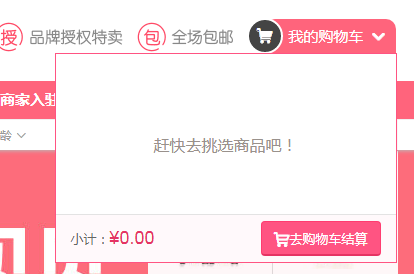 授 品牌授权特卖 包 全场包邮 我的购物车
商家入驻
龄
赶快去挑选商品吧！
小计：¥0.00 去购物车结算